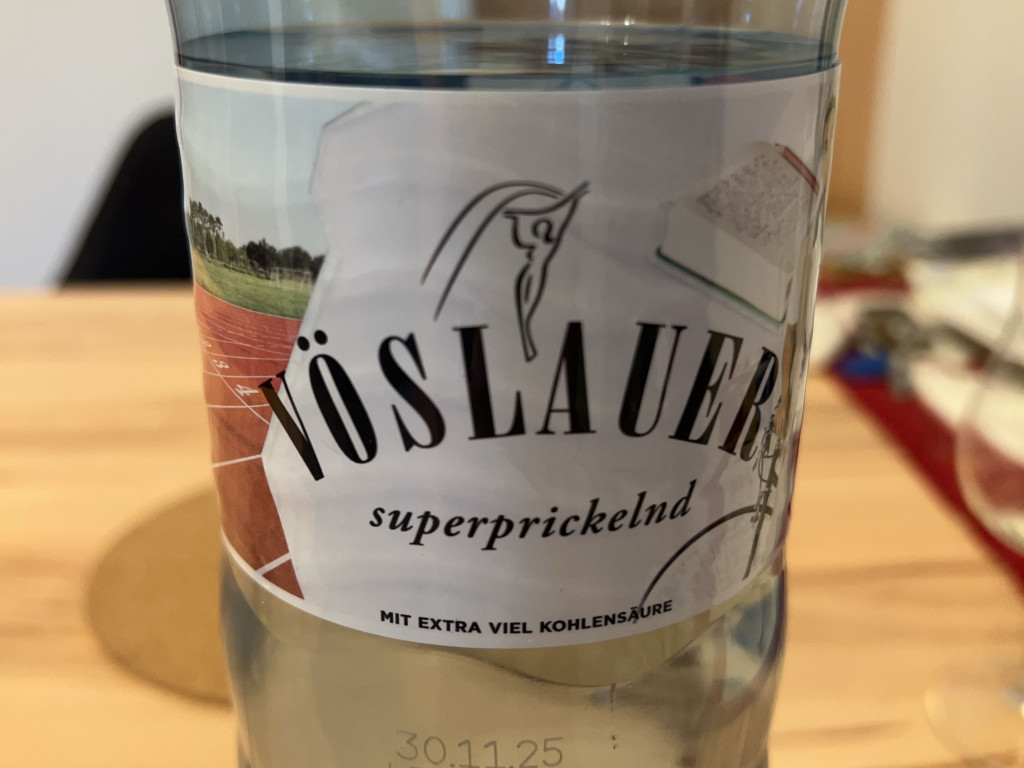 VÖSLAUER
superprickelnd
MIT EXTRA VIEL KOHLENSÄURE
30.11.25